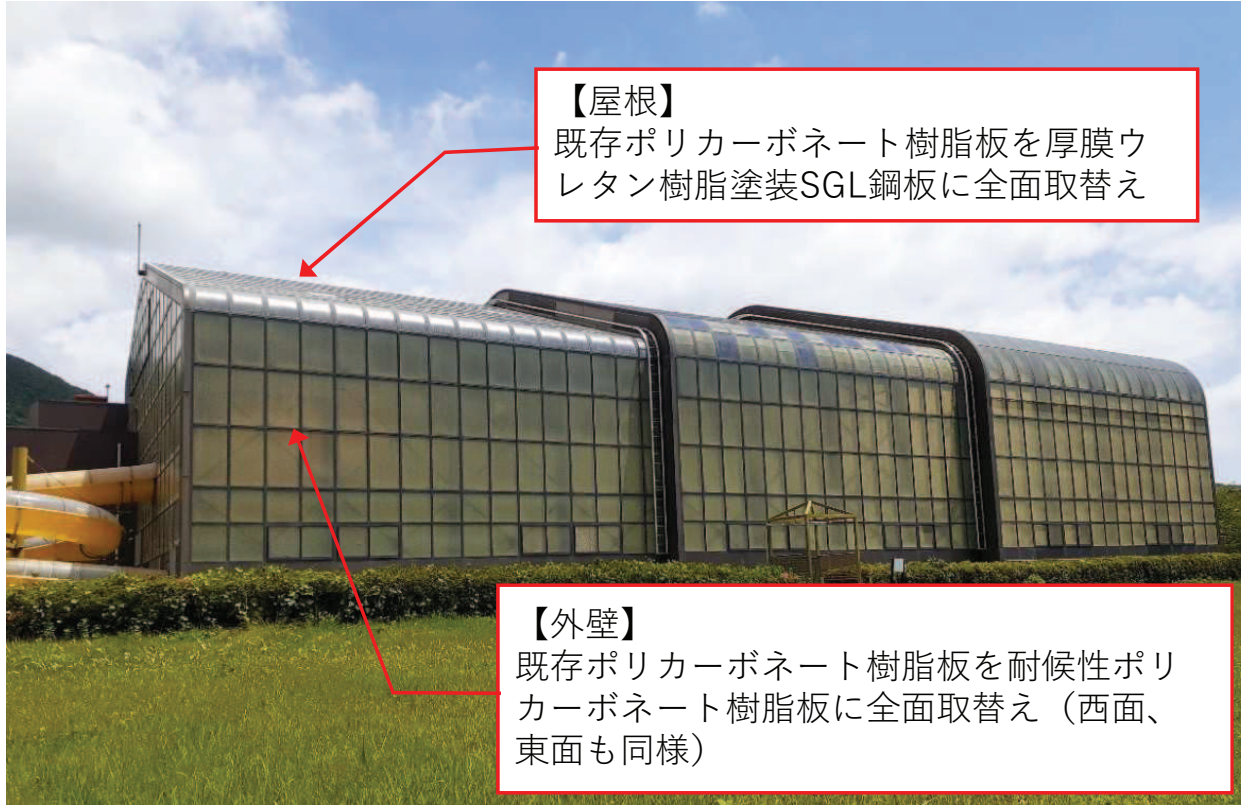 【屋根】
既存ポリカーボネート樹脂板を厚膜ウ
レタン樹脂塗装SGL鋼板に全面取替え
【外壁】
既存ポリカーボネート樹脂板を耐候性ポリ
カーボネート樹脂板に全面取替え（西面、
東面も同様）